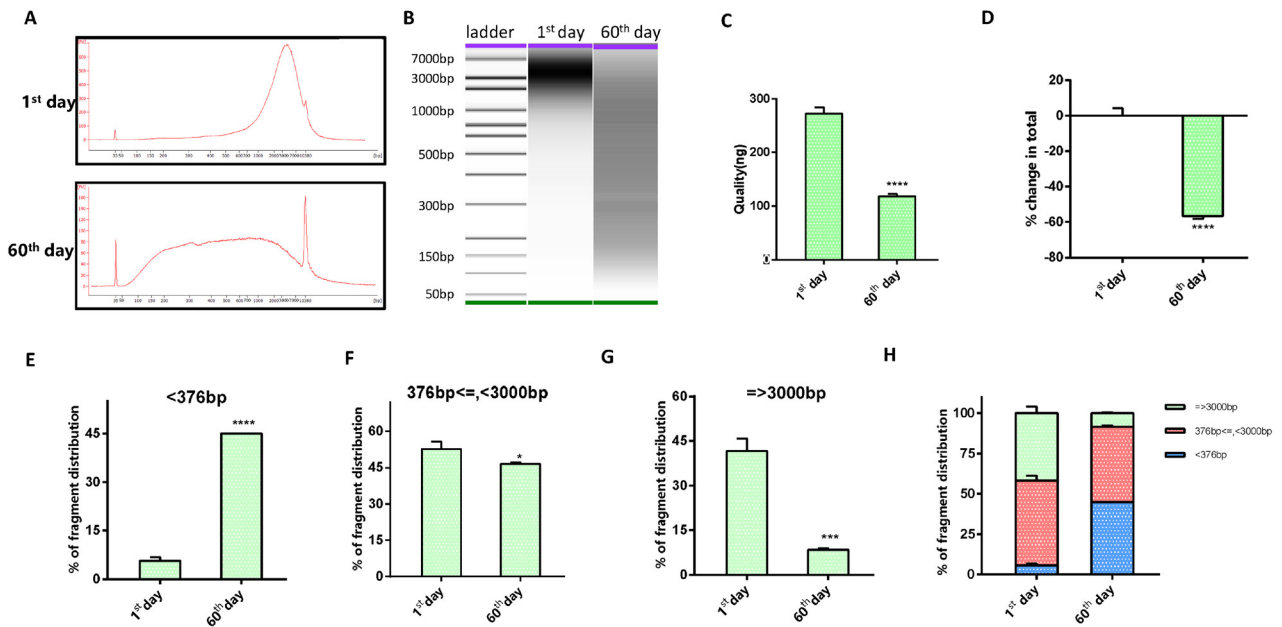 A
B
C
D
ladder
1st day
60th day
1st day
60th day
7000bp
3000bp
1000bp
500bp
300bp
150bp
50bp
Quality(ng)
300
200
100
0
1st day
60th day
****
% change in total
20
0
-20
-40
-60
-80
1st day
60th day
****
E
F
G
H
<376bp
% of fragment distribution
45
30
15
0
****
1st day
60th day
376bp<=,<3000bp
% of fragment distribution
60
45
30
15
0
*
1st day
60th day
=>3000bp
% of fragment distribution
60
45
30
15
0
***
1st day
60th day
% of fragment distribution
100
75
50
25
0
1st day
60th day
=>3000bp
376bp<=,<3000bp
<376bp